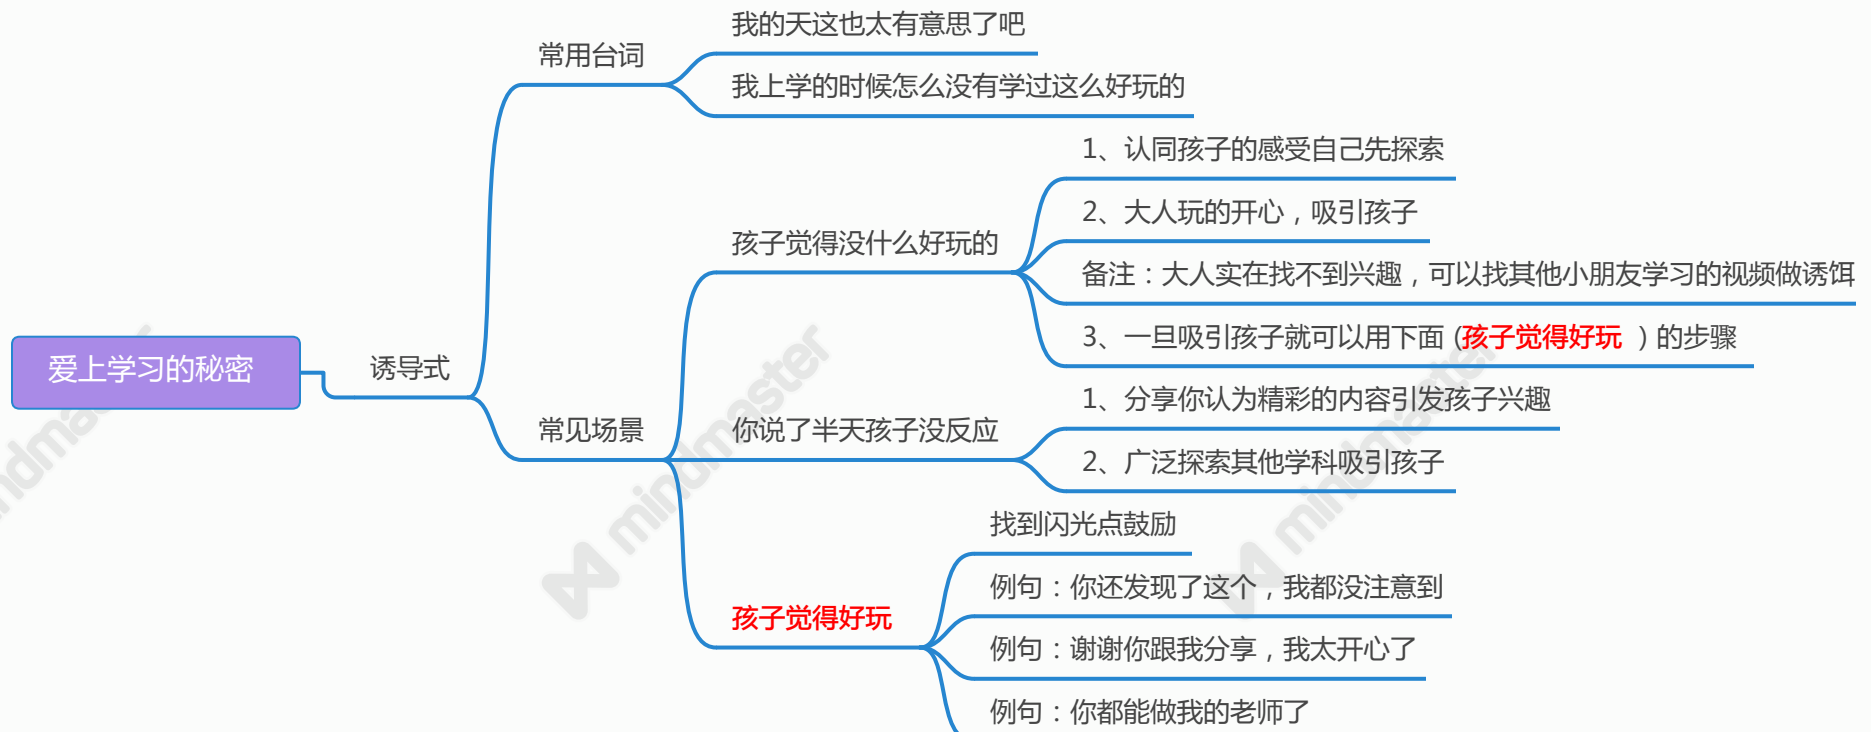 爱上学习的秘密
诱导式
常用台词
我的天这也太有意思了吧
我上学的时候怎么没有学过这么好玩的
常见场景
孩子觉得没什么好玩的
1、认同孩子的感受自己先探索
2、大人玩的开心，吸引孩子
备注：大人实在找不到兴趣，可以找其他小朋友学习的视频做诱饵
3、一旦吸引孩子就可以用下面(孩子觉得好玩 ）的步骤
你说了半天孩子没反应
1、分享你认为精彩的内容引发孩子兴趣
2、广泛探索其他学科吸引孩子
孩子觉得好玩
找到闪光点鼓励
例句：你还发现了这个，我都没注意到
例句：谢谢你跟我分享，我太开心了
例句：你都能做我的老师了
mindmaster
mindmaster
mindmaster